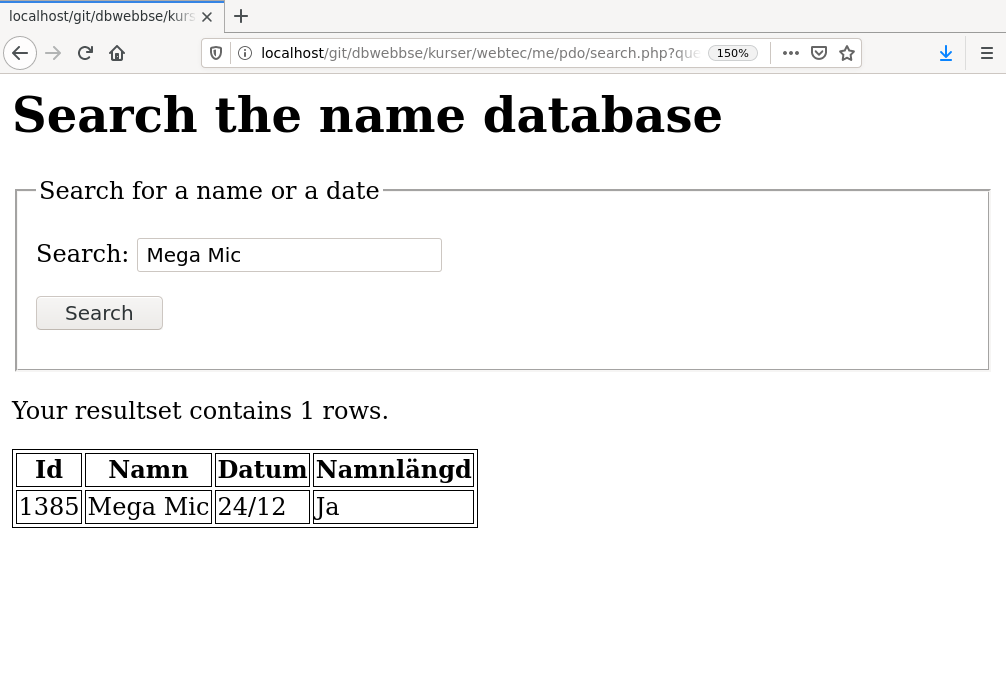 localhost/git/dbwebbse/kurs
localhost/git/dbwebbse/kurser/webtec/me/pdo/search.php?que 150%
Search the name database
Search for a name or a date
Search: Mega Mic
Search
Your resultset contains 1 rows.
Id Namn Datum Namnlängd
1385 Mega Mic 24/12 Ja